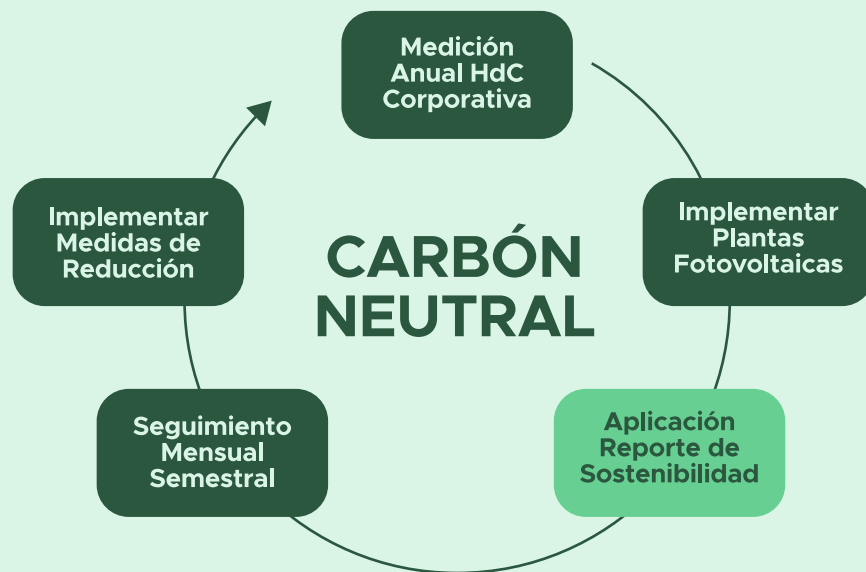 Medición
Anual HdC
Corporativa
Implementar
Plantas
Fotovoltaicas
Aplicación
Reporte de
Sostenibilidad
Seguimiento
Mensual
Semestral
Implementar
Medidas de
Reducción
CARBÓN
NEUTRAL